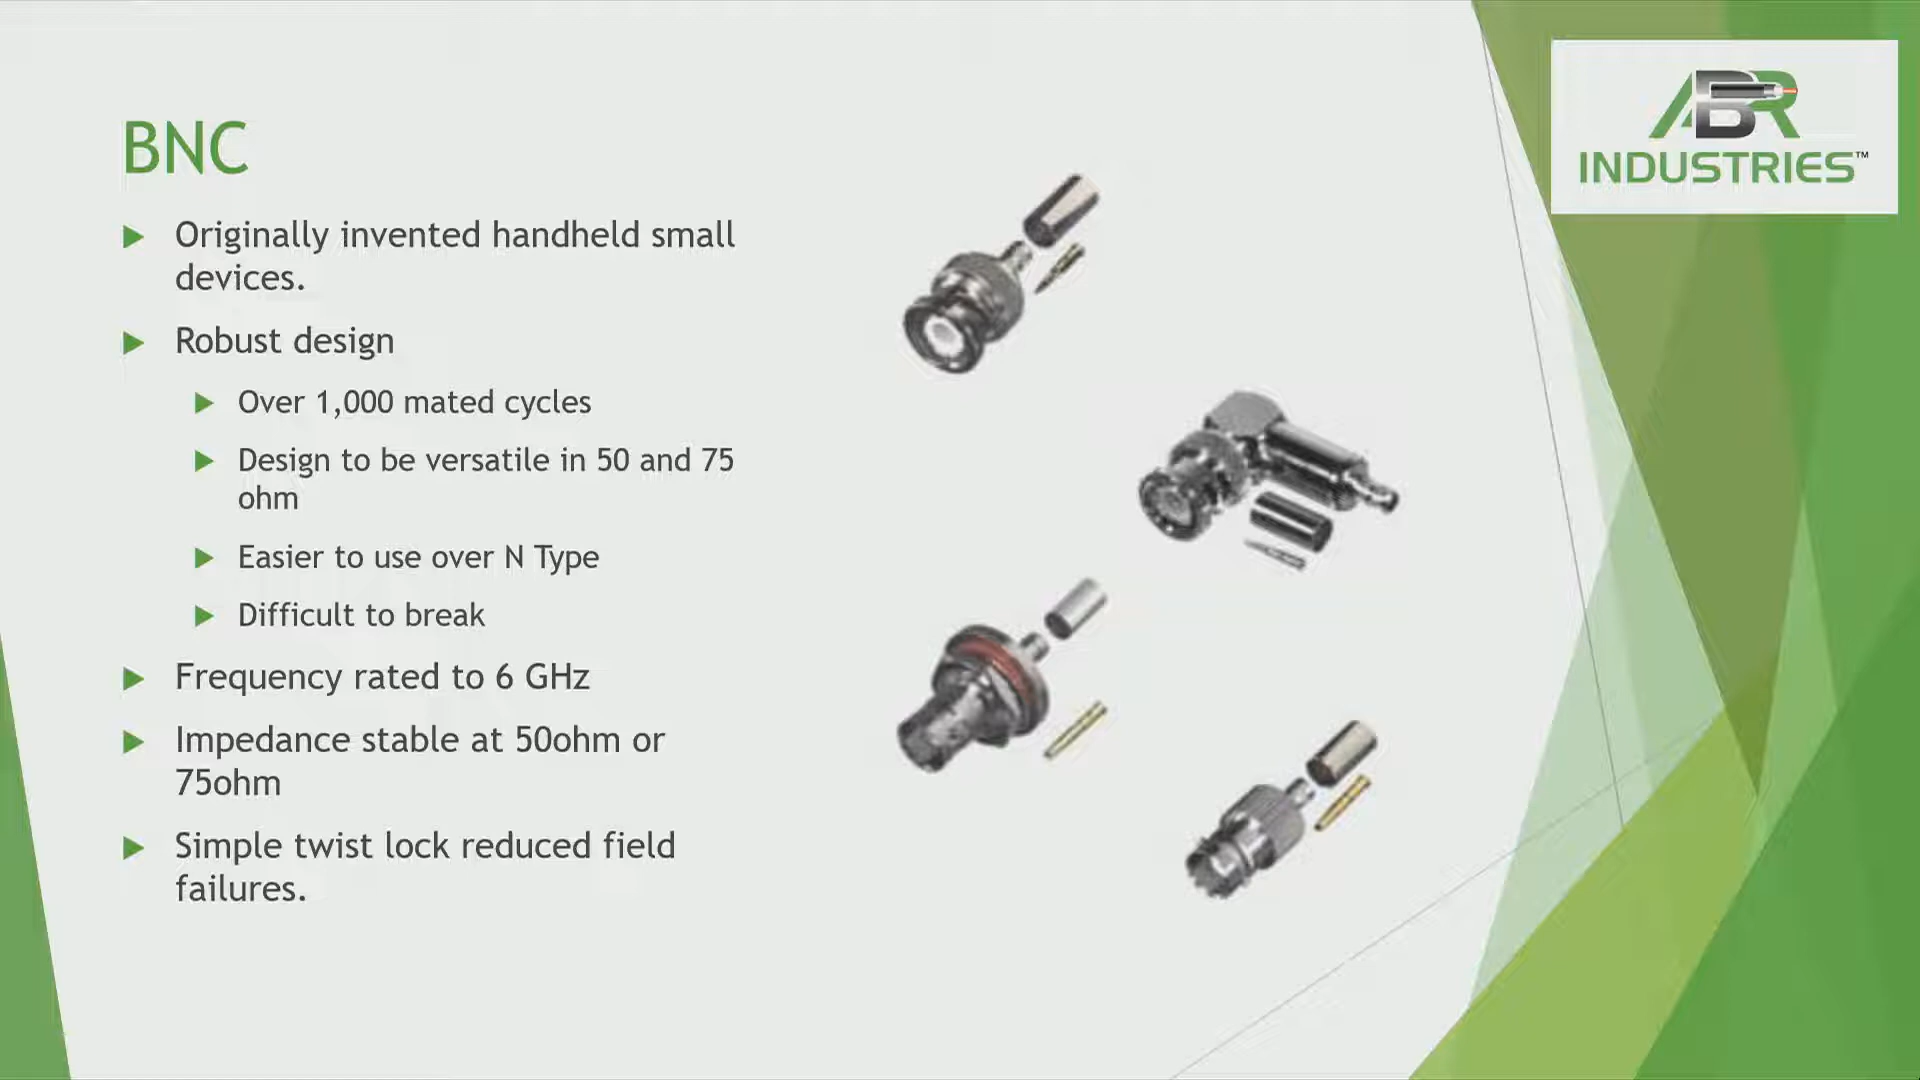 BNC
Originally invented handheld small
devices.
Robust design
Over 1,000 mated cycles
Design to be versatile in 50 and 75
ohm
Easier to use over N Type
Difficult to break
Frequency rated to 6 GHz
Impedance stable at 50ohm or
75ohm
Simple twist lock reduced field
failures.
ABR
INDUSTRIES™